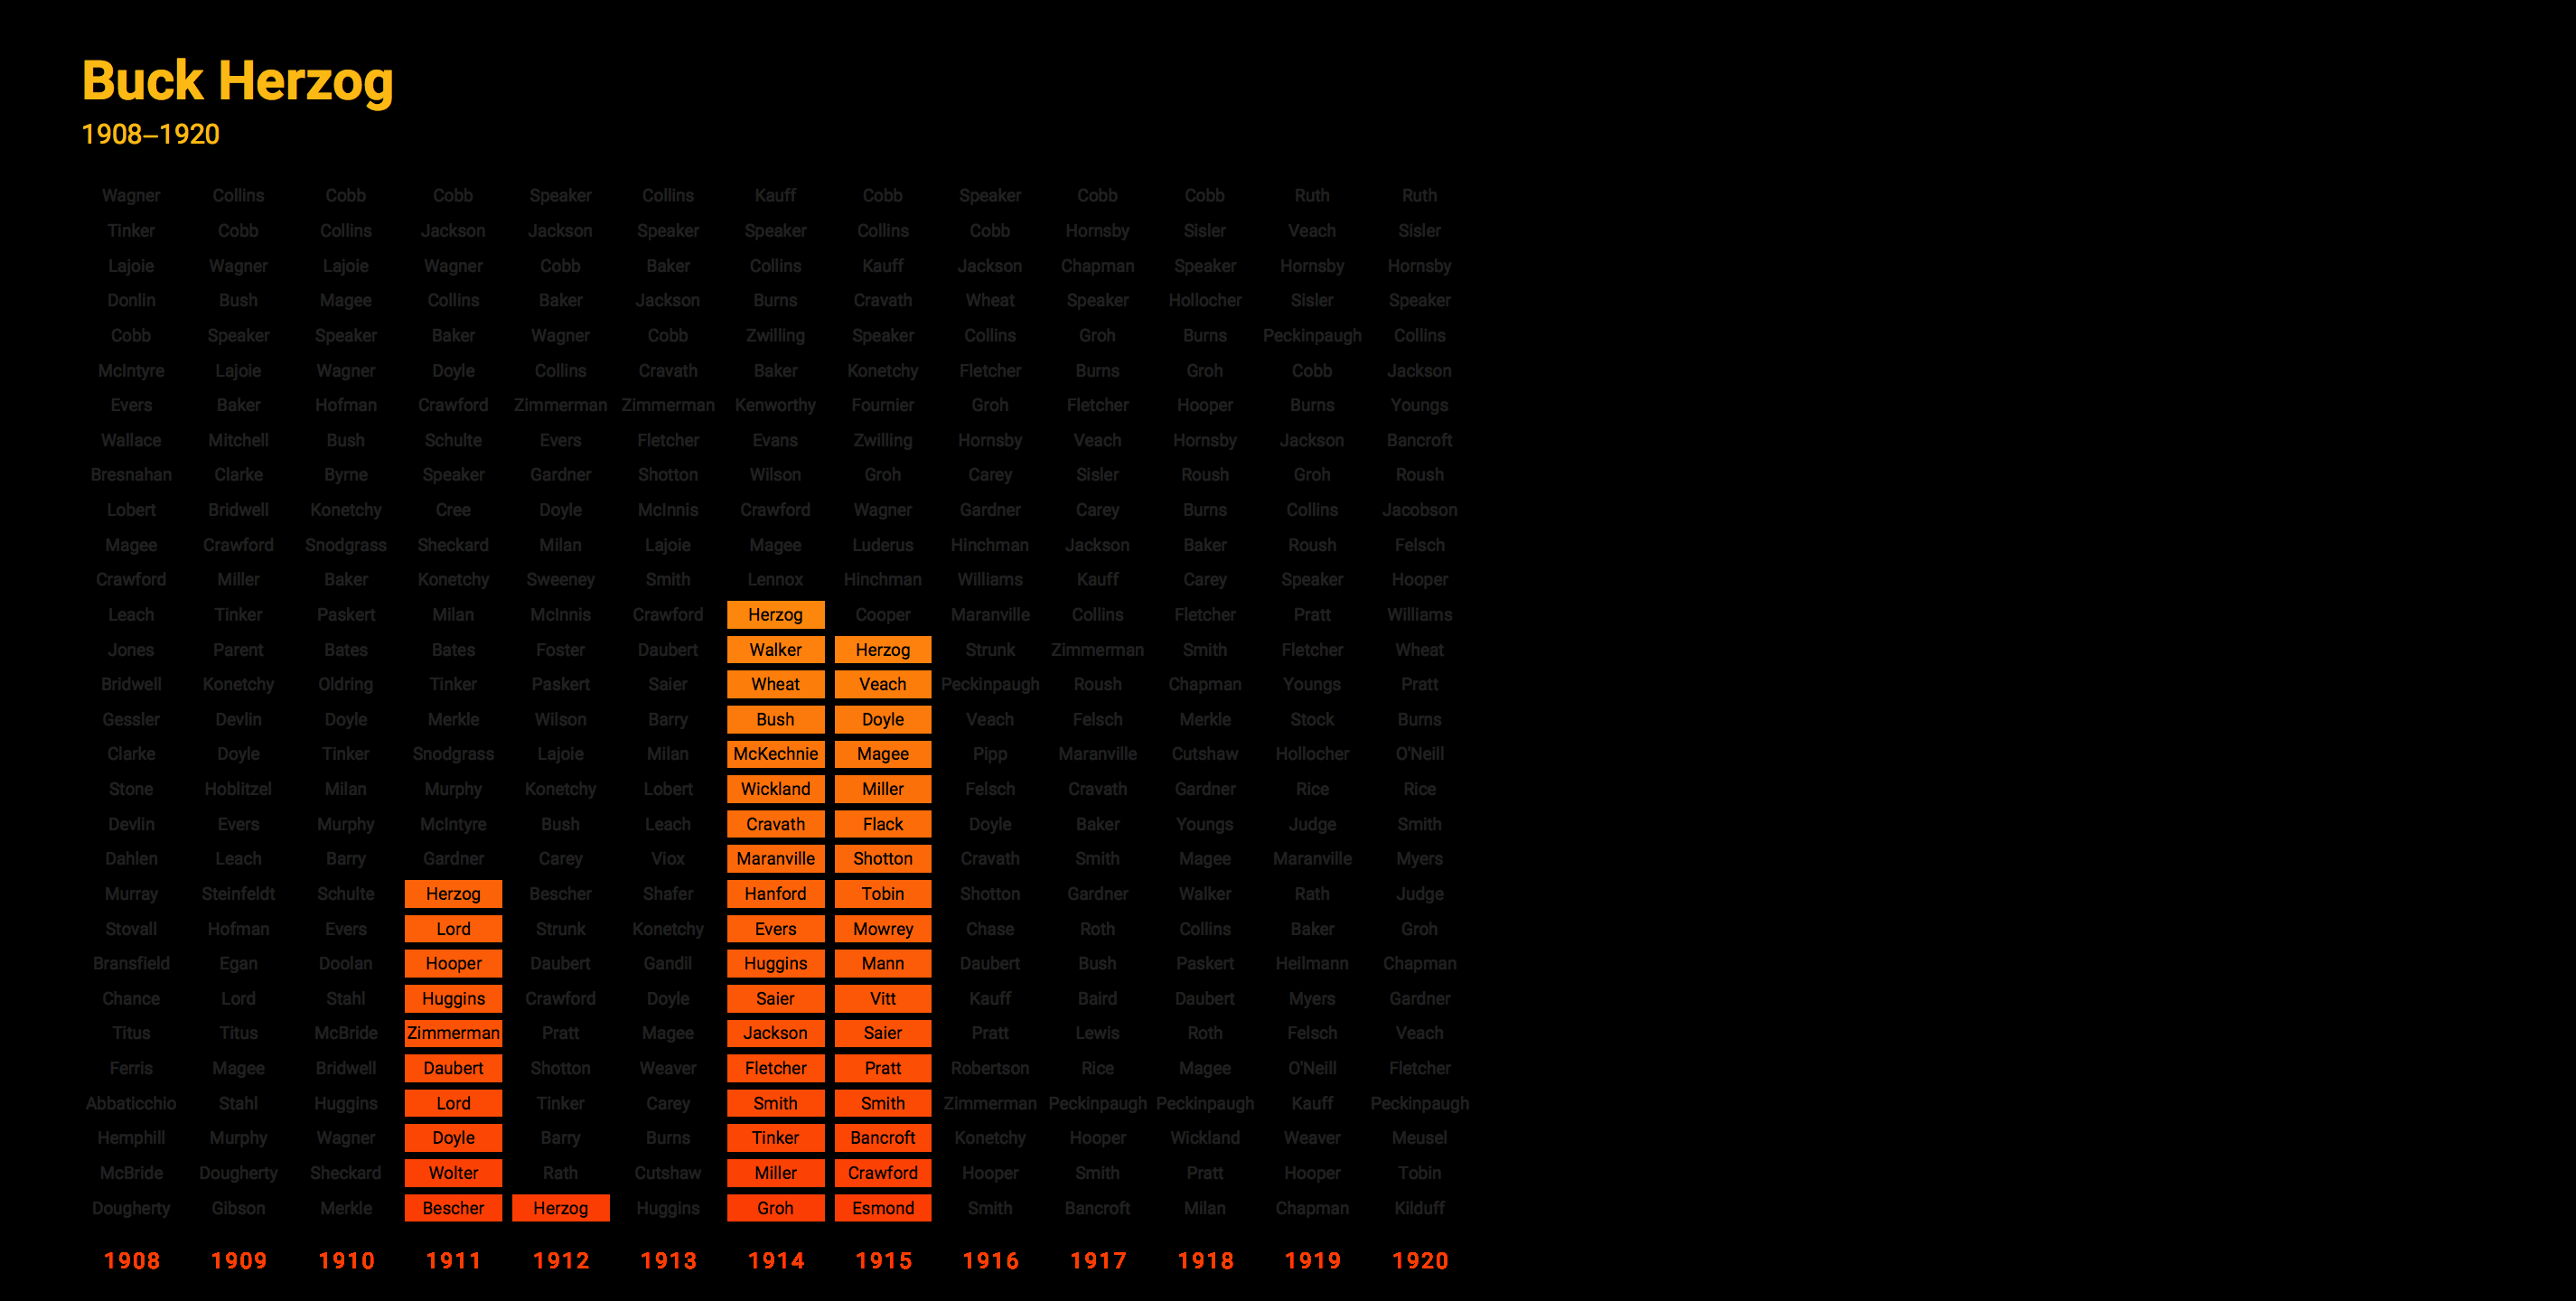 Buck Herzog
1908–1920
Wagner Collins Cobb Cobb Speaker Collins Kauff Cobb Speaker Cobb Cobb Ruth Ruth
Tinker Cobb Collins Jackson Jackson Speaker Speaker Collins Cobb Hornsby Sisler Veach Sisler
Lajoie Wagner Lajoie Wagner Cobb Baker Collins Kauff Jackson Chapman Speaker Hornsby Hornsby
Donlin Bush Magee Collins Baker Jackson Burns Cravath Wheat Speaker Hollocher Sisler Speaker
Cobb Speaker Speaker Baker Wagner Cobb Zwilling Speaker Collins Groh Burns Peckinpaugh Collins
McIntyre Lajoie Wagner Doyle Collins Cravath Baker Konetchy Fletcher Burns Groh Cobb Jackson
Evers Baker Hofman Crawford Zimmerman Zimmerman Kenworthy Fournier Groh Fletcher Hooper Burns Youngs
Wallace Mitchell Bush Schulte Evers Fletcher Evans Zwilling Hornsby Veach Hornsby Jackson Bancroft
Bresnahan Clarke Byrne Speaker Gardner Shotton Wilson Groh Carey Sisler Roush Groh Roush
Lobert Bridwell Konetchy Cree Doyle McInnis Crawford Wagner Gardner Carey Burns Collins Jacobson
Magee Crawford Snodgrass Sheckard Milan Lajoie Magee Luderus Hinchman Jackson Baker Roush Felsch
Crawford Miller Baker Konetchy Sweeney Smith Lennox Hinchman Williams Kauff Carey Speaker Hooper
Leach Tinker Paskert Milan McInnis Crawford Herzog Cooper Maranville Collins Fletcher Pratt Williams
Jones Parent Bates Bates Foster Daubert Walker Herzog Strunk Zimmerman Smith Fletcher Wheat
Bridwell Konetchy Oldring Tinker Paskert Saier Wheat Veach Peckinpaugh Roush Chapman Youngs Pratt
Gessler Devlin Doyle Merkle Wilson Barry Bush Doyle Veach Felsch Merkle Stock Burns
Clarke Doyle Tinker Snodgrass Lajoie Milan McKechnie Magee Pipp Maranville Cutshaw Hollocher O'Neill
Stone Hoblitzel Milan Murphy Konetchy Lobert Wickland Miller Felsch Cravath Gardner Rice Rice
Devlin Evers Murphy McIntyre Bush Leach Cravath Flack Doyle Baker Youngs Judge Smith
Dahlen Leach Barry Gardner Carey Viox Maranville Shotton Cravath Smith Magee Maranville Myers
Murray Steinfeldt Schulte Herzog Bescher Shafer Hanford Tobin Shotton Gardner Walker Rath Judge
Stovall Hofman Evers Lord Strunk Konetchy Evers Mowrey Chase Roth Collins Baker Groh
Bransfield Egan Doolan Hooper Daubert Gandil Huggins Mann Daubert Bush Paskert Heilmann Chapman
Chance Lord Stahl Huggins Crawford Doyle Saier Vitt Kauff Baird Daubert Myers Gardner
Titus Titus McBride Zimmerman Pratt Magee Jackson Saier Pratt Lewis Roth Felsch Veach
Ferris Magee Bridwell Daubert Shotton Weaver Fletcher Pratt Robertson Rice Magee O'Neill Fletcher
Abbaticchio Stahl Huggins Lord Tinker Carey Smith Smith Zimmerman Peckinpaugh Peckinpaugh Kauff Peckinpaugh
Hemphill Murphy Wagner Doyle Barry Burns Tinker Bancroft Konetchy Hooper Wickland Weaver Meusel
McBride Dougherty Sheckard Wolter Rath Cutshaw Miller Crawford Hooper Smith Pratt Hooper Tobin
Dougherty Gibson Merkle Bescher Herzog Huggins Groh Esmond Smith Bancroft Milan Chapman Kilduff
1908 1909 1910 1911 1912 1913 1914 1915 1916 1917 1918 1919 1920